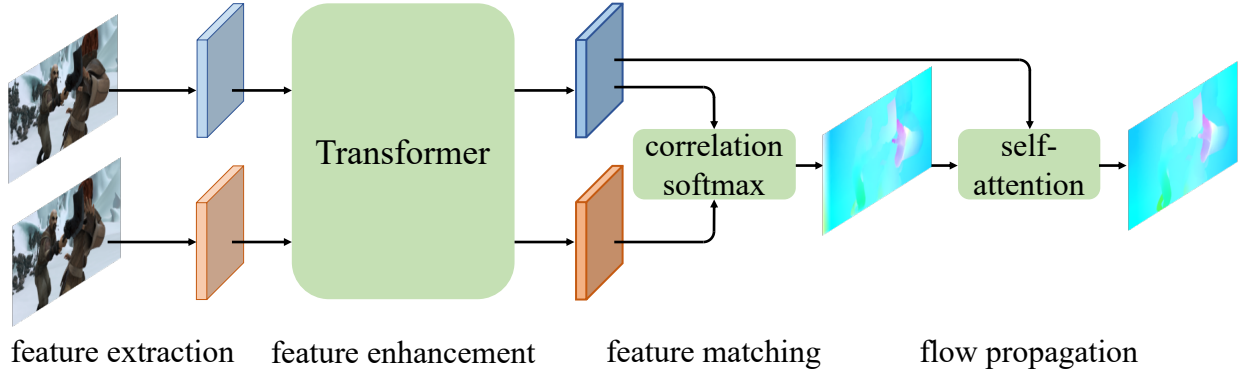 Transformer
correlation
softmax
self-
attention
feature extraction
feature enhancement
feature matching
flow propagation